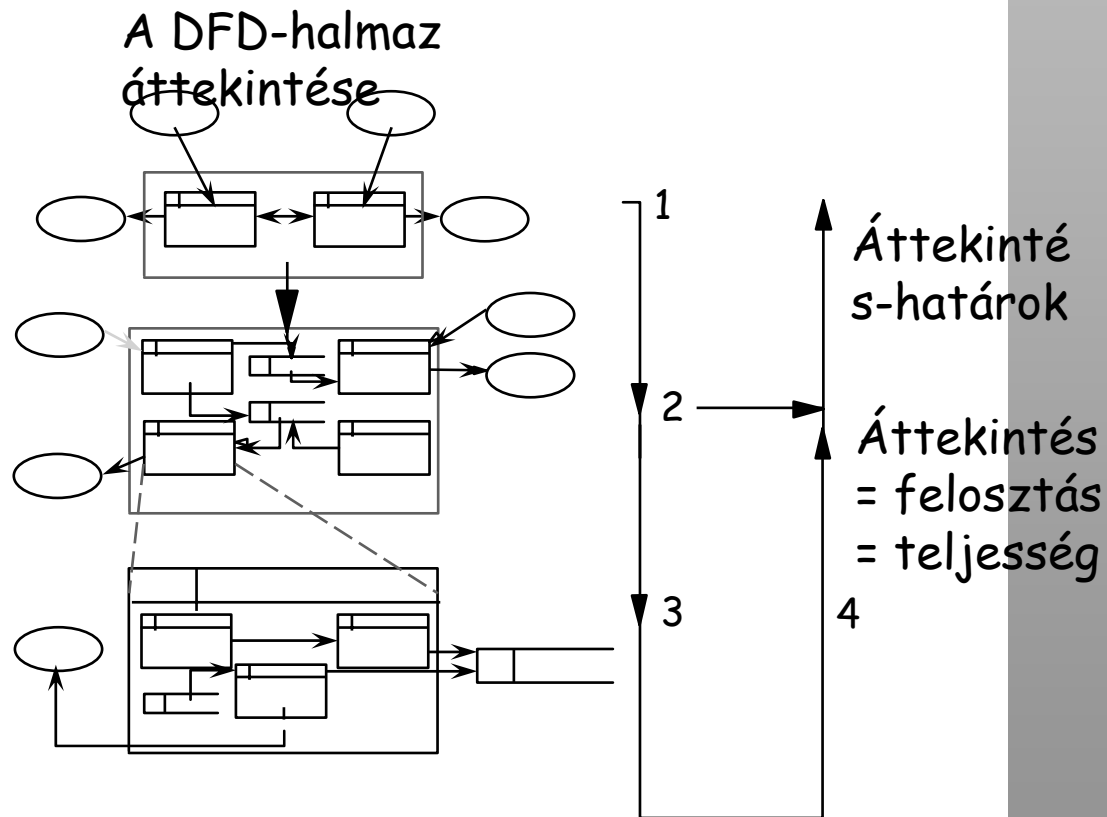 A DFD-halmaz
áttekintése
1
Áttekinté
s-határok
2
Áttekintés
= felosztás
= teljesség
3
4